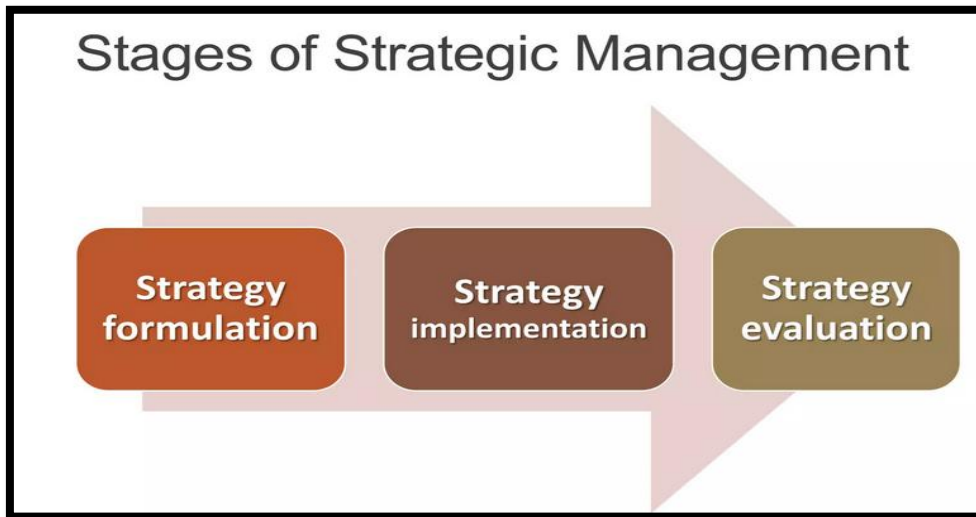 Stages of Strategic Management
Strategy
formulation
Strategy
implementation
Strategy
evaluation